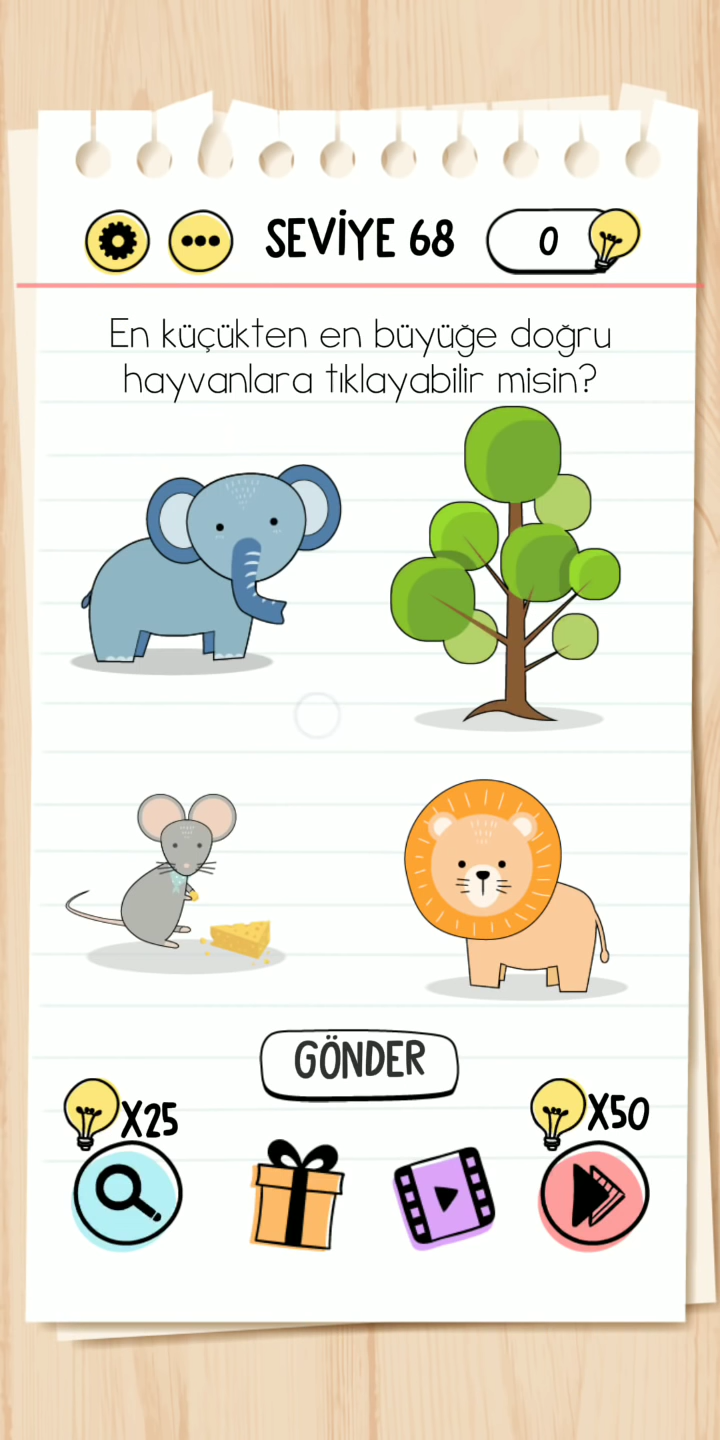 SEVİYE 68
0
En küçükten en büyüğe doğru
hayvanlara tıklayabilir misin?
GÖNDER
X25
X50